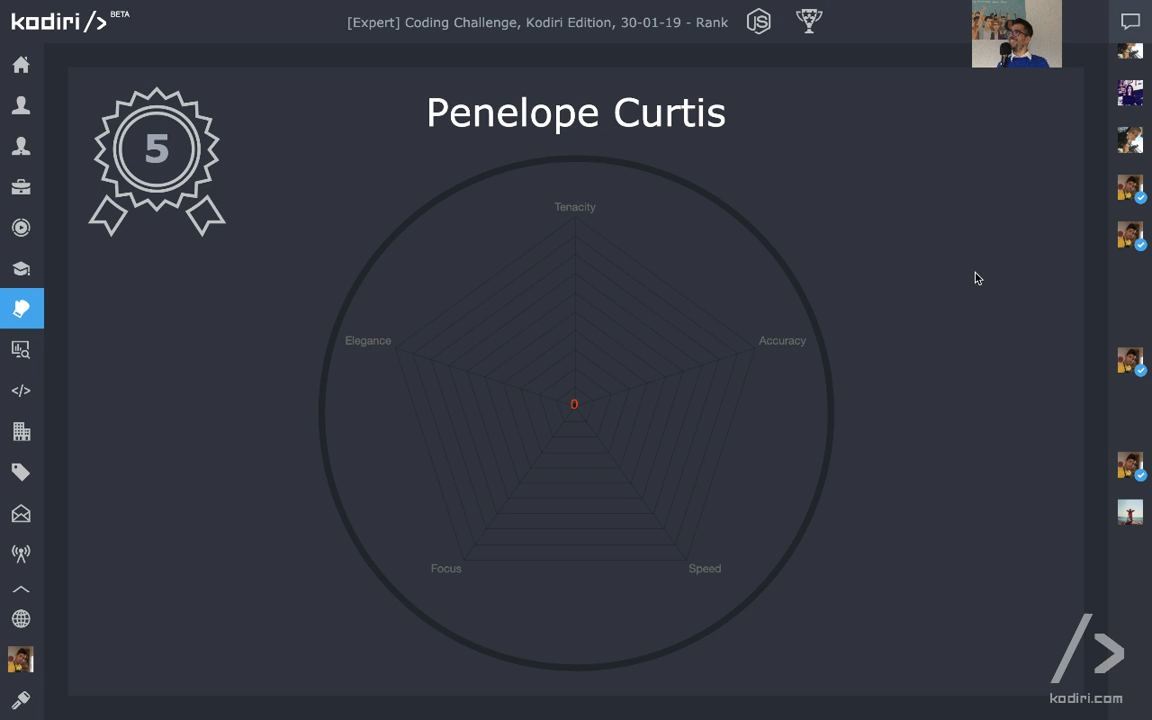 kodiri/> BETA
[Expert] Coding Challenge, Kodiri Edition, 30-01-19 - Rank
JS
5
Penelope Curtis
Tenacity
Elegance
Accuracy
0
Focus
Speed
</>
/>
kodiri.com